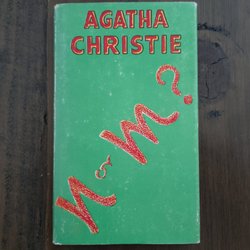 AGATHA
CHRISTIE
N or M?